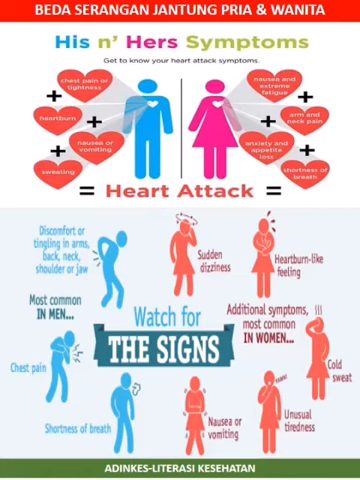 BEDA SERANGAN JANTUNG PRIA & WANITA
His n' Hers Symptoms
Get to know your heart attack symptoms.
chest pain or
tightness
heartburn
nausea or
vomiting
sweating
nausea and
extreme
fatigue
arm and
neck pain
anxiety and
appetite
loss
shortness of
breath
= Heart Attack =
Discomfort or
tingling in arms,
back, neck,
shoulder or jaw
Sudden
dizziness
Heartburn-like
feeling
Most common
IN MEN...
Watch for
THE SIGNS
Additional symptoms,
most common
IN WOMEN...
Chest pain
Cold
sweat
Shortness of breath
Nausea or
vomiting
Unusual
tiredness
ADINKES-LITERASI KESEHATAN